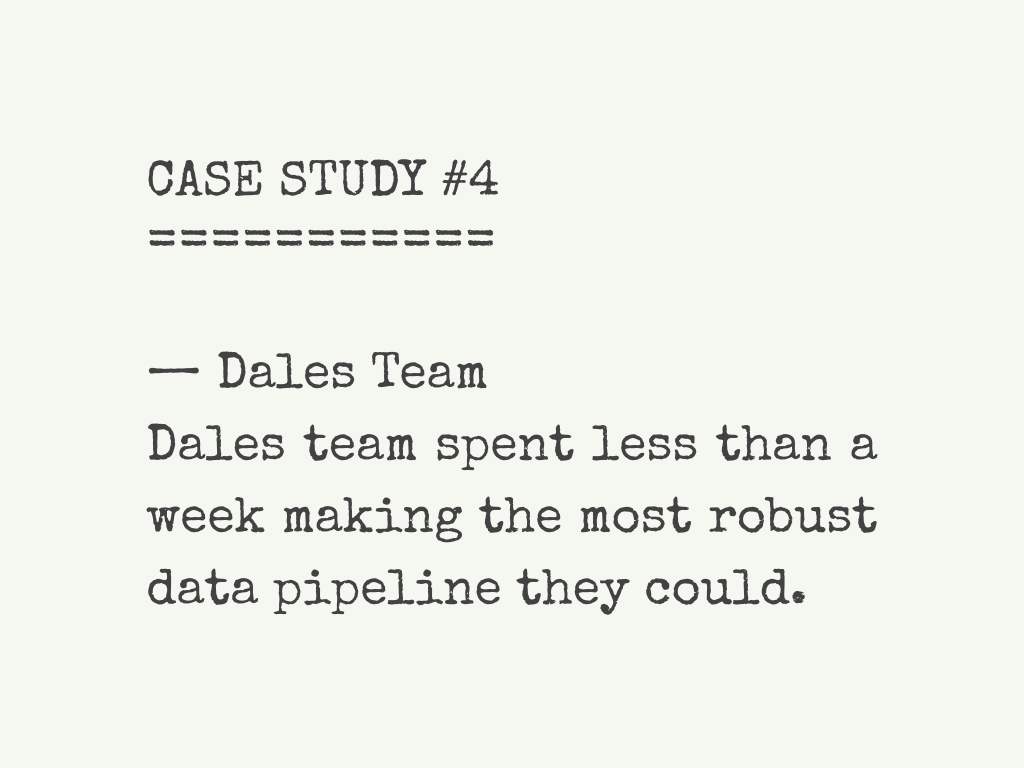 CASE STUDY #4
===========
— Dales Team
Dales team spent less than a
week making the most robust
data pipeline they could.